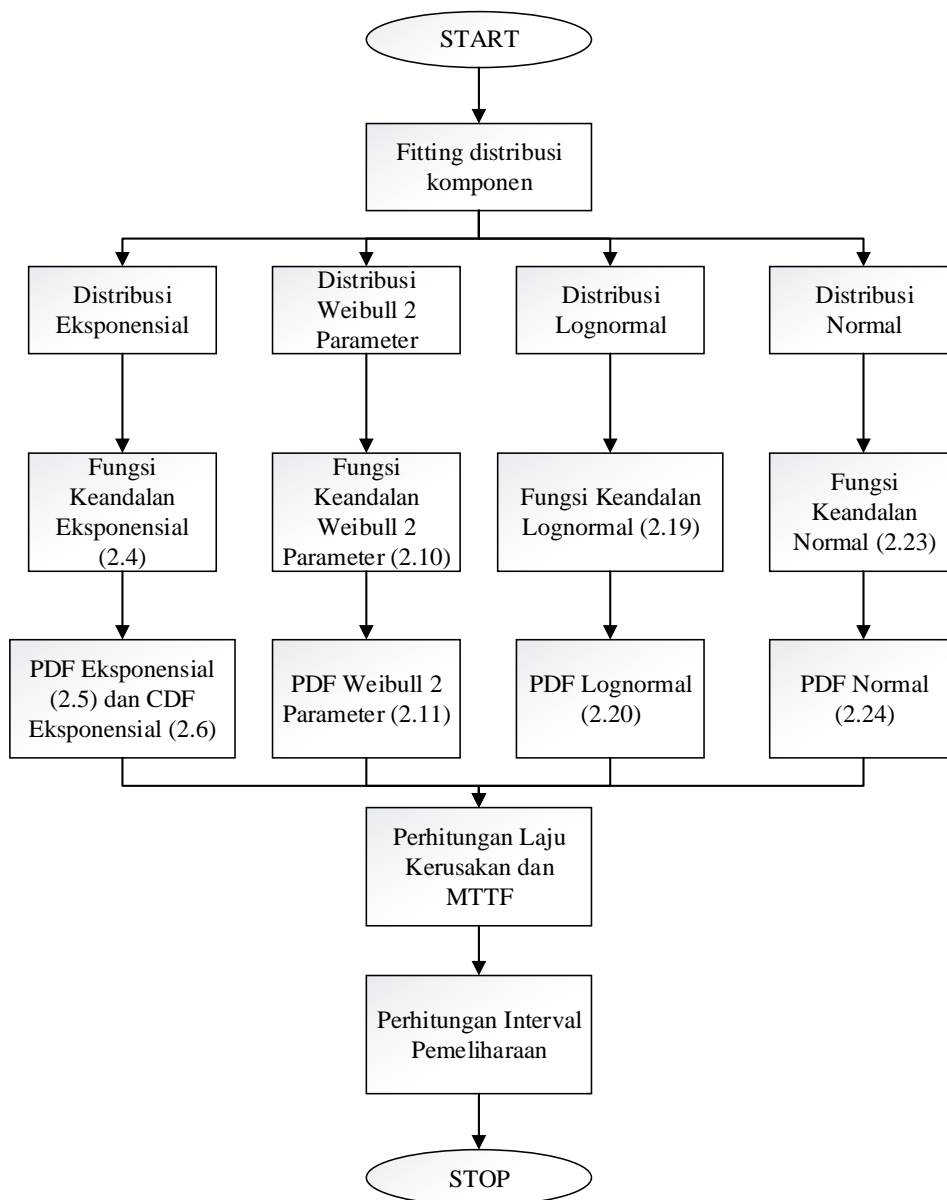 START
Fitting distribusi
komponen
Distribusi
Eksponensial
Distribusi
Weibull 2
Parameter
Distribusi
Lognormal
Distribusi
Normal
Fungsi
Keandalan
Eksponensial
(2.4)
Fungsi
Keandalan
Weibull 2
Parameter (2.10)
Fungsi Keandalan
Lognormal (2.19)
Fungsi
Keandalan
Normal (2.23)
PDF Eksponensial
(2.5) dan CDF
Eksponensial (2.6)
PDF Weibull 2
Parameter (2.11)
PDF Lognormal
(2.20)
PDF Normal
(2.24)
Perhitungan Laju
Kerusakan dan
MTTF
Perhitungan Interval
Pemeliharaan
STOP